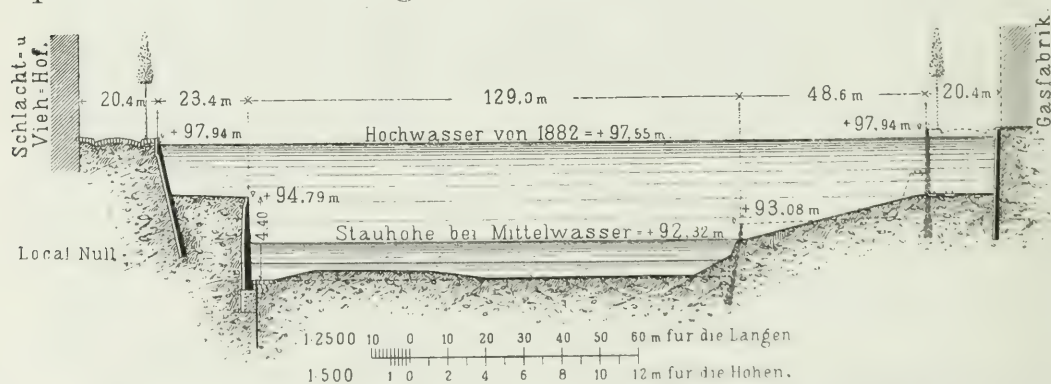 Schlacht-u
Vieh=Hof.
20.4 m
23.4 m
129,0 m
48.6 m
20.4 m
Gasfabrik.
+ 97.94 m
Hochwasser von 1882 = + 97,55 m.
+ 97.94 m
+ 94.79 m
4.40
+ 93.08 m
Stauhohe bei Mittelwasser = + 92,32 m
Local Null
1·2500 10 0 10 20 30 40 50 60 m fur die Langen
1·500 1 0 2 4 6 8 10 12 m fur die Hohen.